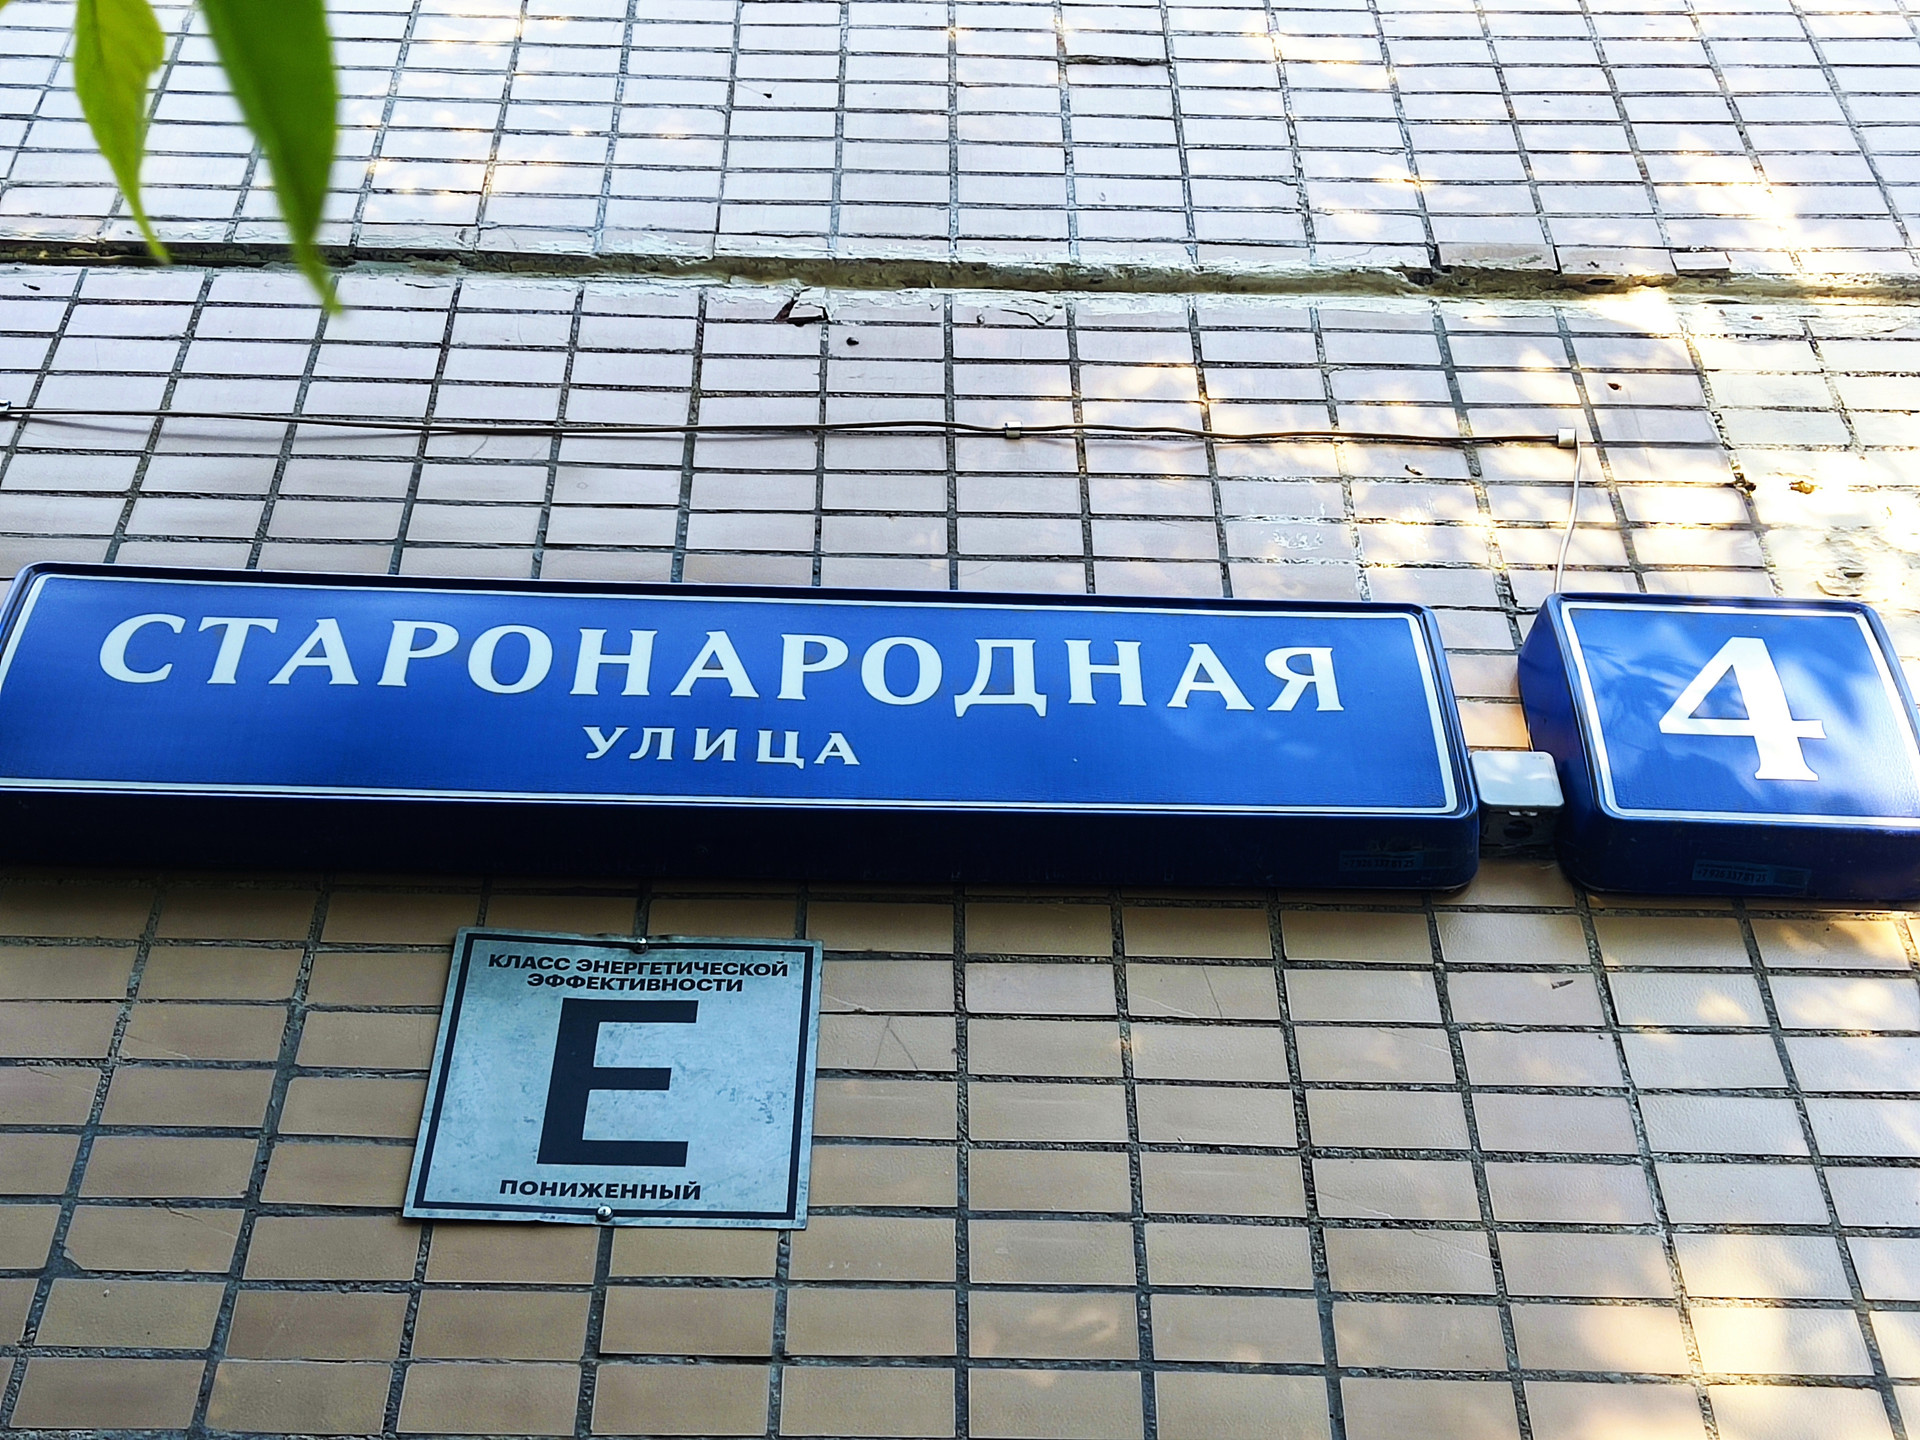 СТАРОНАРОДНАЯ
УЛИЦА
4
КЛАСС ЭНЕРГЕТИЧЕСКОЙ
ЭФФЕКТИВНОСТИ
E
ПОНИЖЕННЫЙ